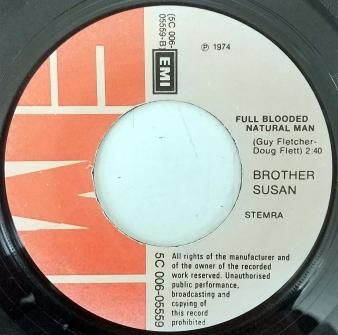 (5C 006-
05559-B)
EMI
EMI
℗ 1974
FULL BLOODED
NATURAL MAN
(Guy Fletcher-
Doug Flett) 2:40
BROTHER
SUSAN
STEMRA
5C 006-05559
All rights of the manufacturer and
of the owner of the recorded
work reserved. Unauthorised
public performance,
broadcasting and
copying of
this record
prohibited.